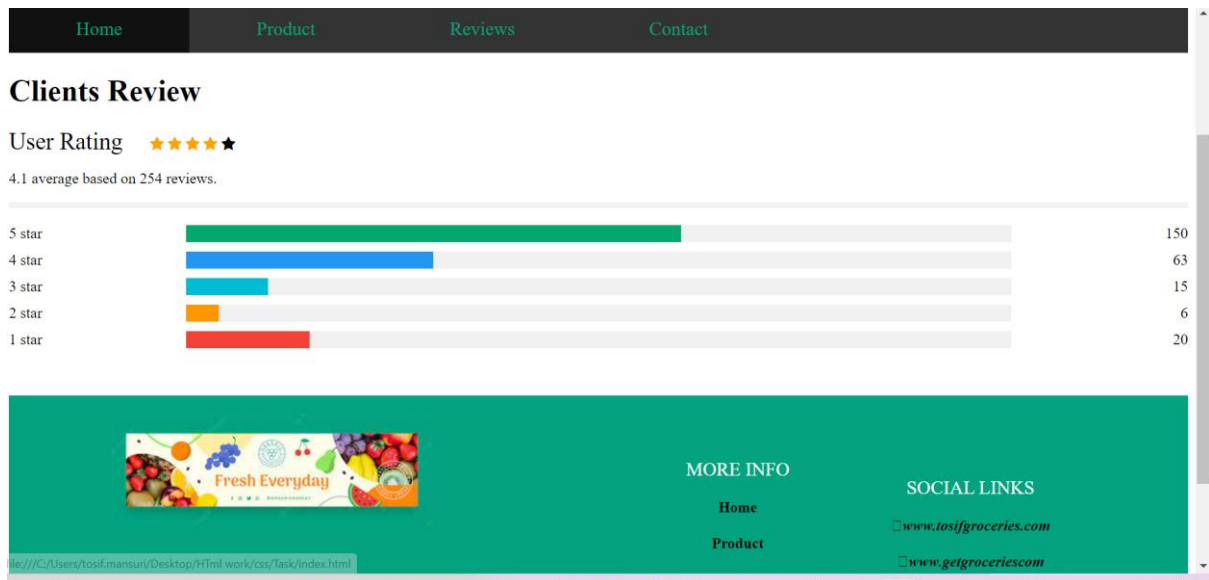 Home Product Reviews Contact
Clients Review
User Rating
4.1 average based on 254 reviews.
5 star 150
4 star 63
3 star 15
2 star 6
1 star 20
Fresh Everyday
MORE INFO
Home
Product
SOCIAL LINKS
www.tosifgroceries.com
www.getgroceriescom
file:///C:/Users/tosif.mansuri/Desktop/HTml work/css/Task/index.html